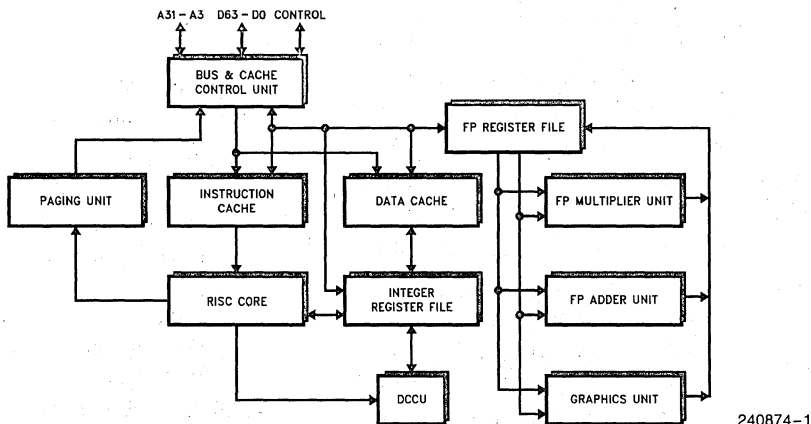 A31-A3 D63-D0 CONTROL
BUS & CACHE
CONTROL UNIT
FP REGISTER FILE
PAGING UNIT
INSTRUCTION
CACHE
DATA CACHE
FP MULTIPLIER UNIT
RISC CORE
INTEGER
REGISTER FILE
FP ADDER UNIT
DCCU
GRAPHICS UNIT
240874-1